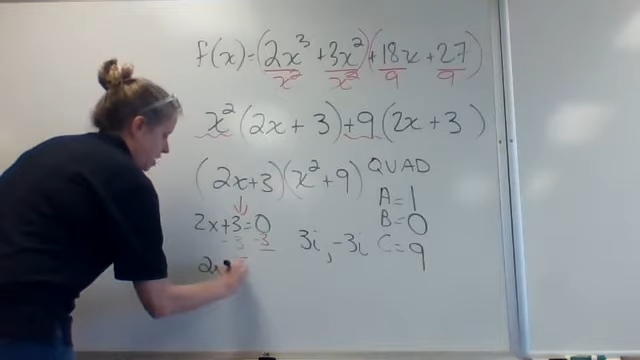 f(x)=(2x³+3x²)(+18x+27)
x² x² 9 9
x²(2x+3)+9(2x+3)
(2x+3)(x²+9) QUAD
↓
2x+3=0
-3 -3
2x
3i, -3i
A=1
B=0
C=9